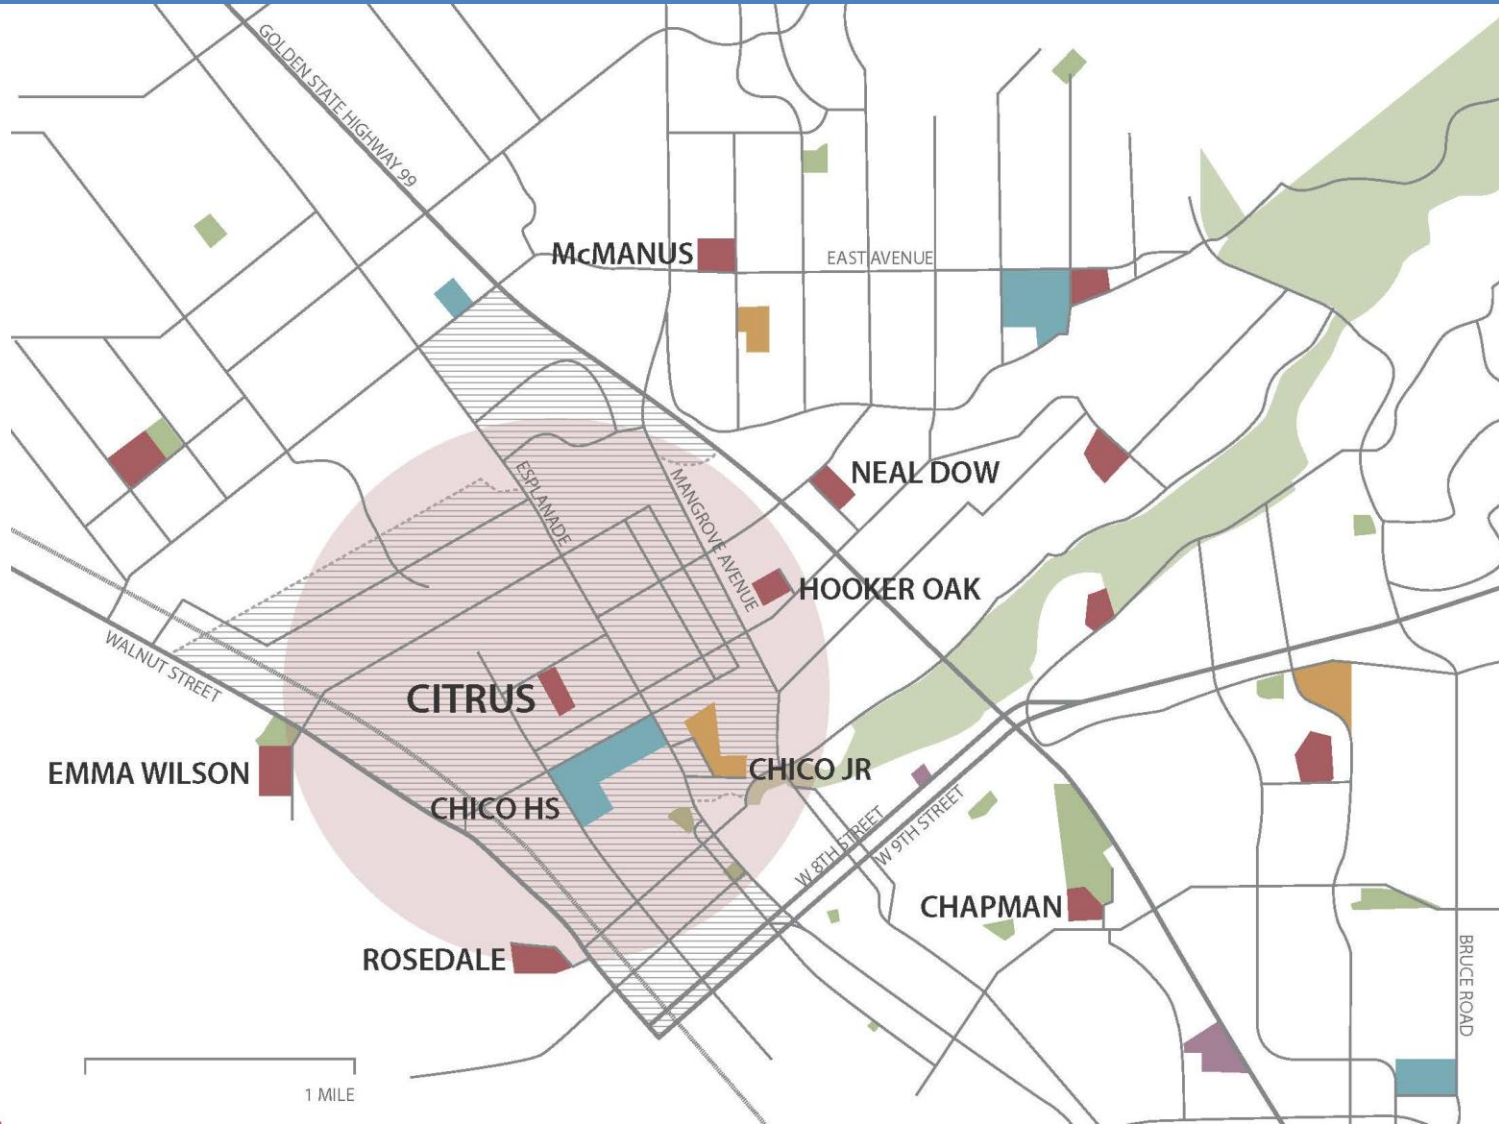 GOLDEN STATE HIGHWAY 99
McMANUS
EAST AVENUE
NEAL DOW
ESPLANADE
MANGROVE AVENUE
HOOKER OAK
WALNUT STREET
CITRUS
EMMA WILSON
CHICO JR
CHICO HS
W 8TH STREET
W 9TH STREET
CHAPMAN
ROSEDALE
BRUCE ROAD
1 MILE